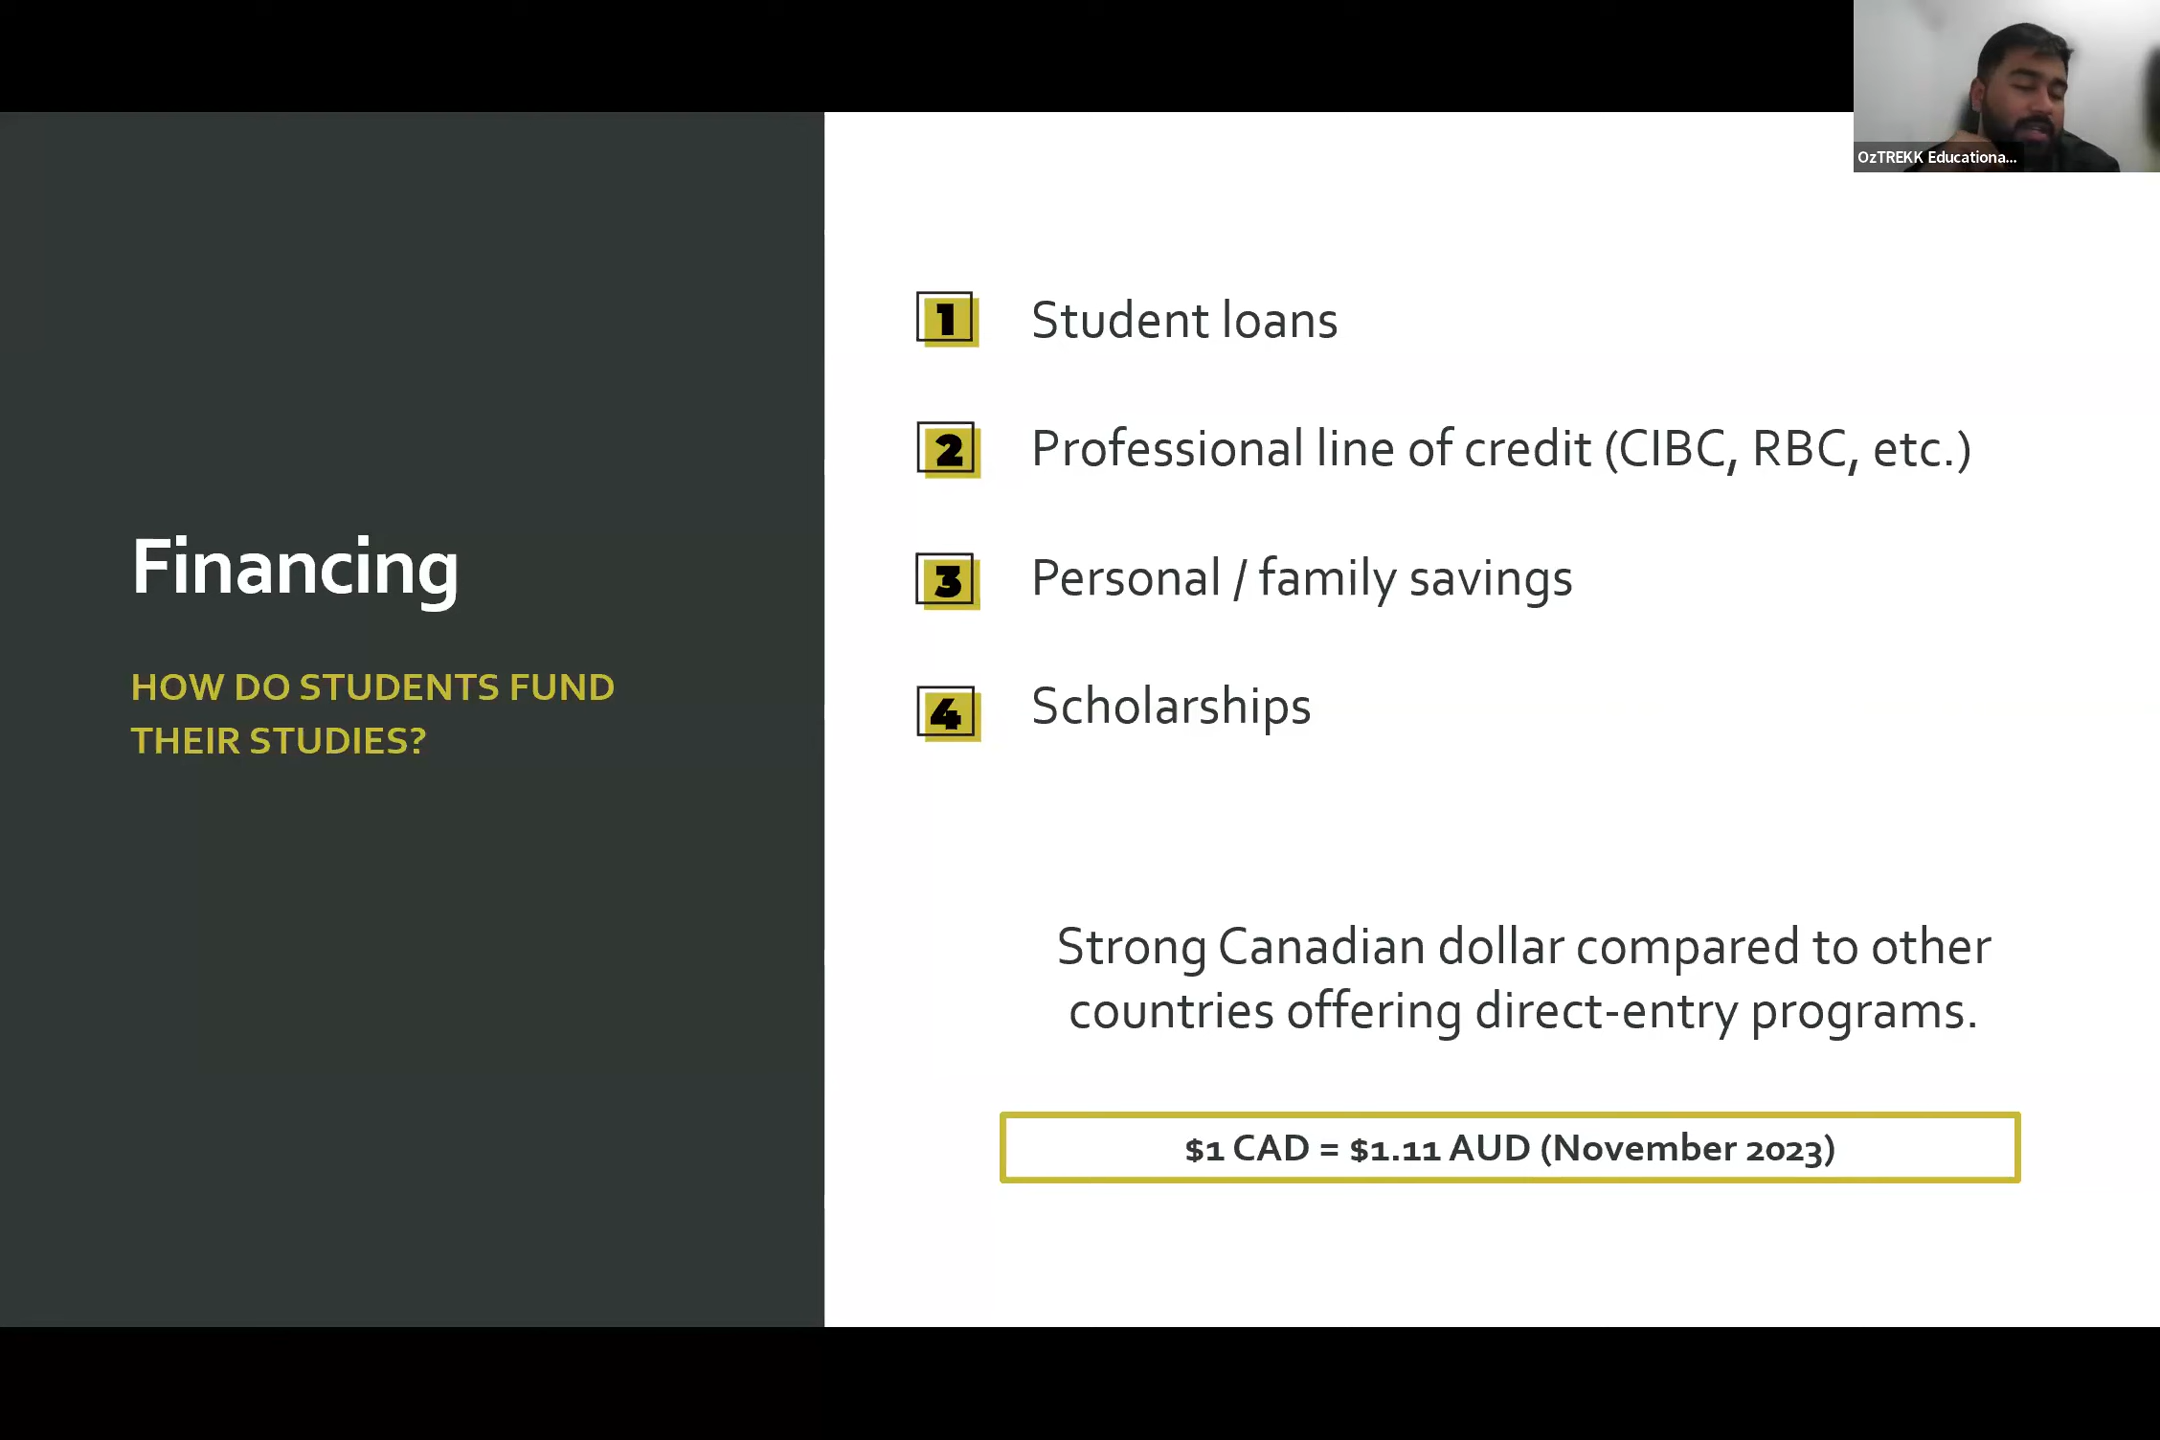 OzTREKK Educationa...
Financing
HOW DO STUDENTS FUND
THEIR STUDIES?
1 Student loans
2 Professional line of credit (CIBC, RBC, etc.)
3 Personal / family savings
4 Scholarships
Strong Canadian dollar compared to other
countries offering direct-entry programs.
$1 CAD = $1.11 AUD (November 2023)